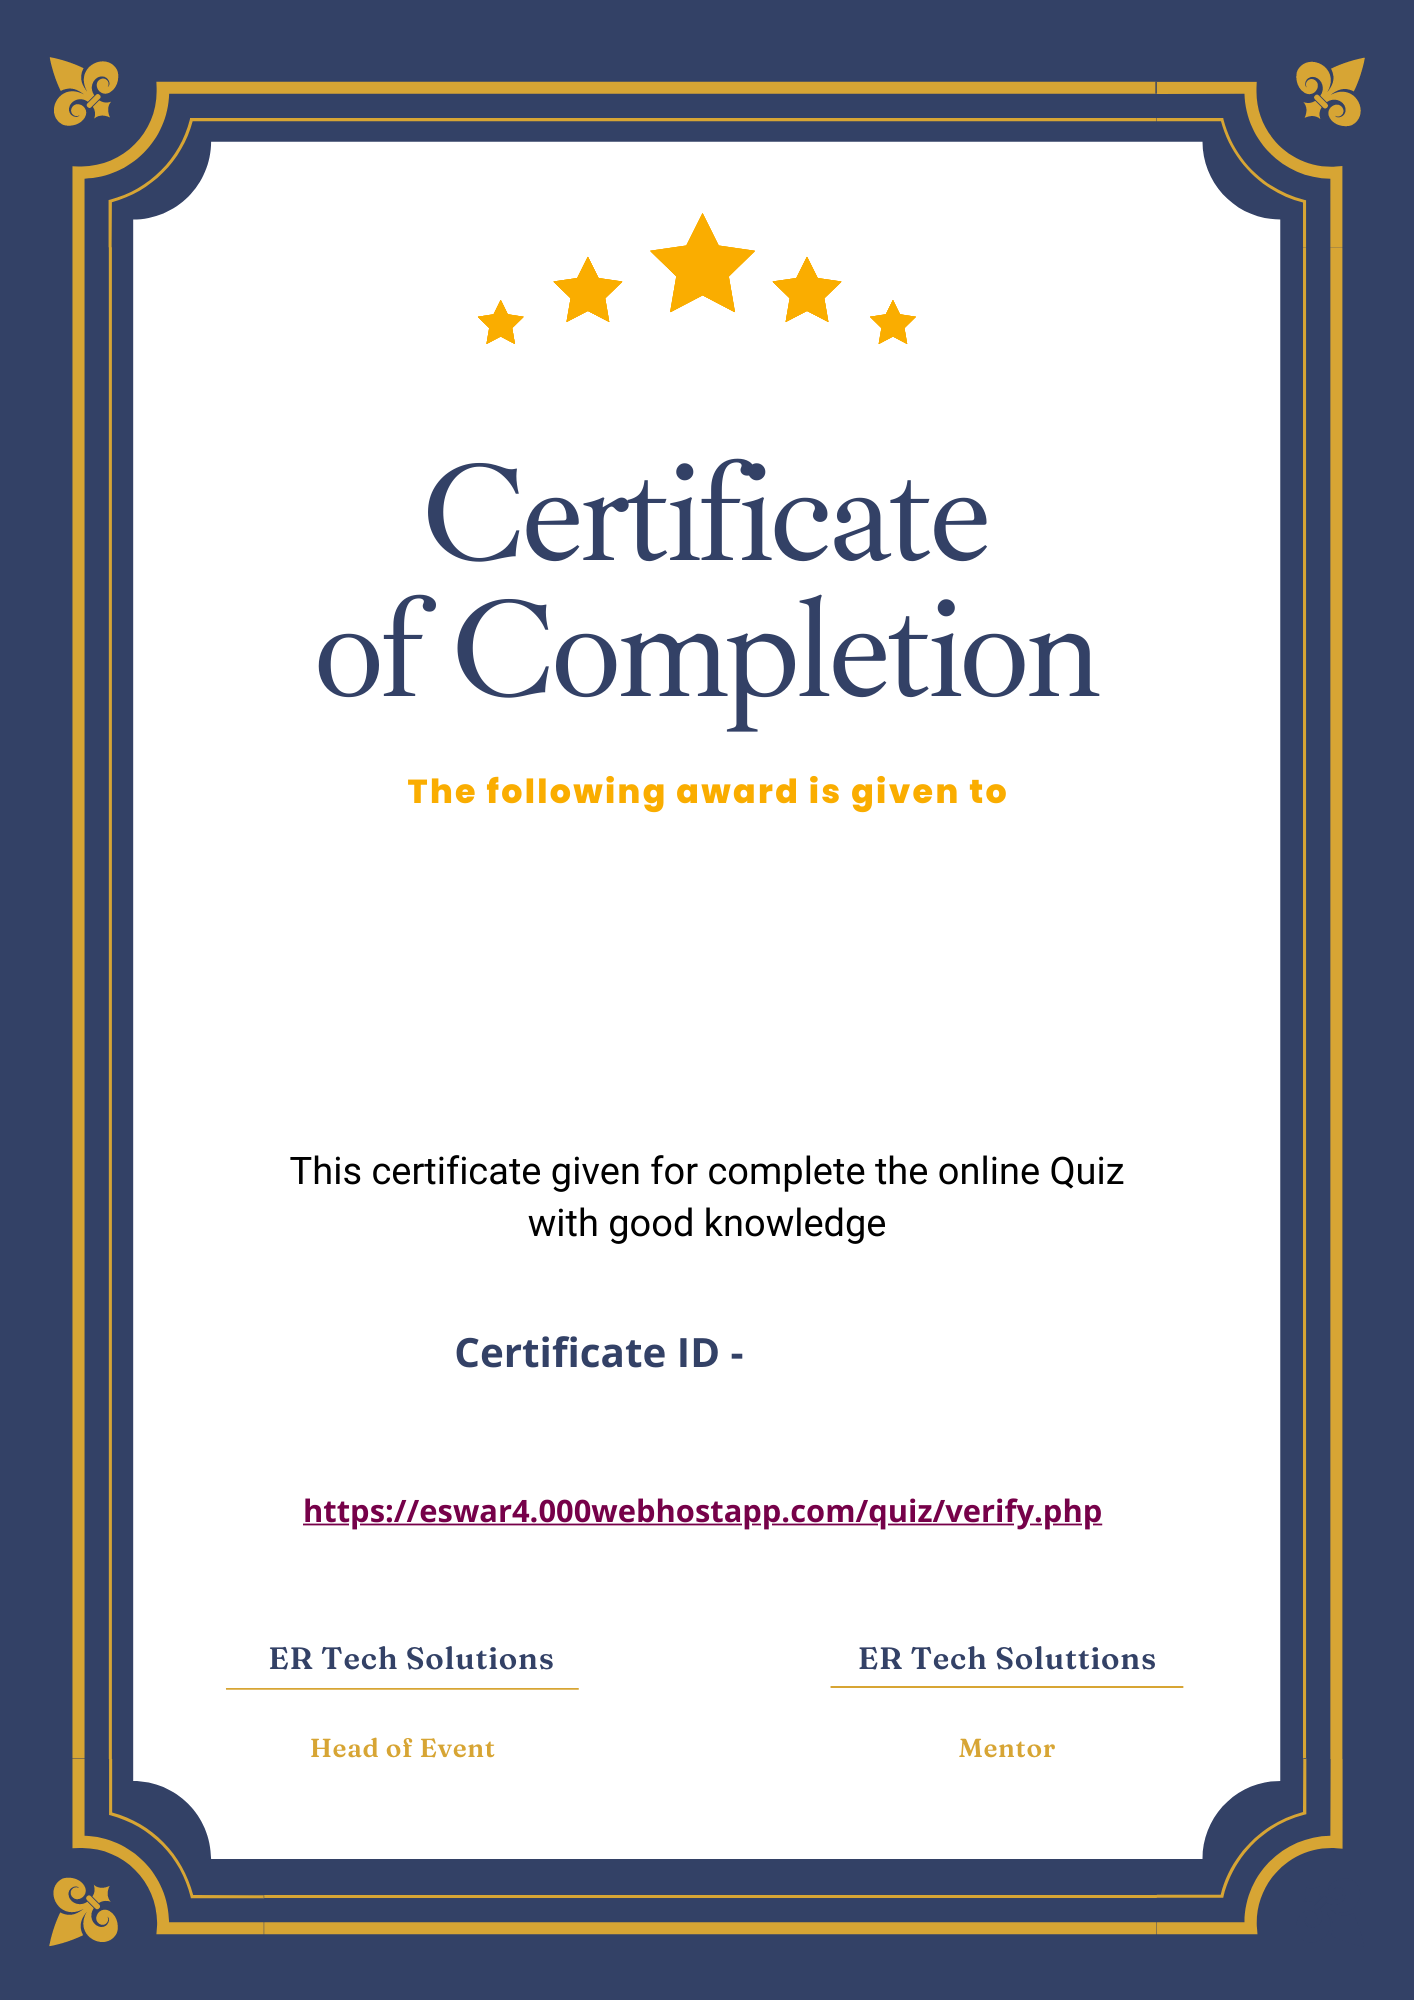 Certificate
of Completion
The following award is given to
This certificate given for complete the online Quiz
with good knowledge
Certificate ID -
https://eswar4.000webhostapp.com/quiz/verify.php
ER Tech Solutions
ER Tech Soluttions
Head of Event
Mentor